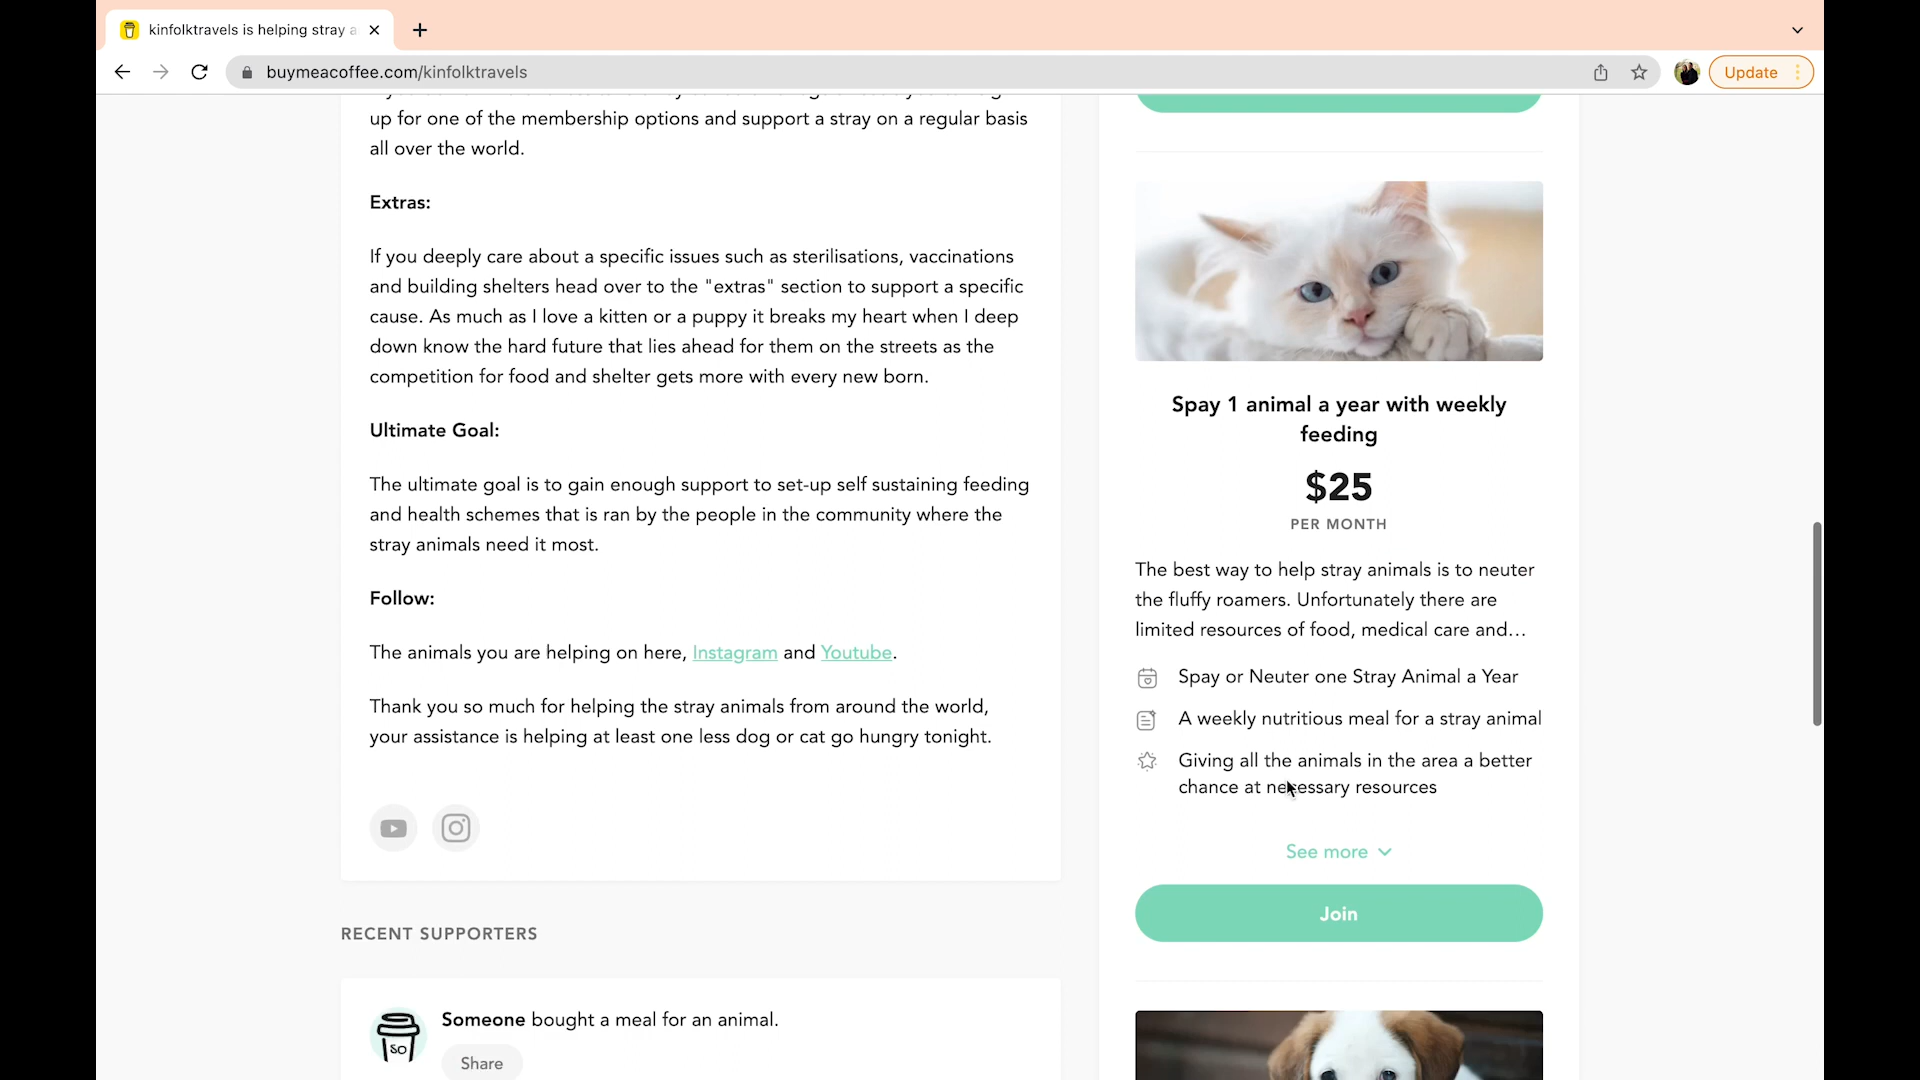 kinfolktravels is helping stray a
buymeacoffee.com/kinfolktravels
Update
up for one of the membership options and support a stray on a regular basis
all over the world.
Extras:
If you deeply care about a specific issues such as sterilisations, vaccinations
and building shelters head over to the "extras" section to support a specific
cause. As much as I love a kitten or a puppy it breaks my heart when I deep
down know the hard future that lies ahead for them on the streets as the
competition for food and shelter gets more with every new born.
Ultimate Goal:
The ultimate goal is to gain enough support to set-up self sustaining feeding
and health schemes that is ran by the people in the community where the
stray animals need it most.
Follow:
The animals you are helping on here, Instagram and Youtube.
Thank you so much for helping the stray animals from around the world,
your assistance is helping at least one less dog or cat go hungry tonight.
RECENT SUPPORTERS
SO
Someone bought a meal for an animal.
Share
Spay 1 animal a year with weekly
feeding
$25
PER MONTH
The best way to help stray animals is to neuter
the fluffy roamers. Unfortunately there are
limited resources of food, medical care and...
Spay or Neuter one Stray Animal a Year
A weekly nutritious meal for a stray animal
Giving all the animals in the area a better
chance at necessary resources
See more
Join